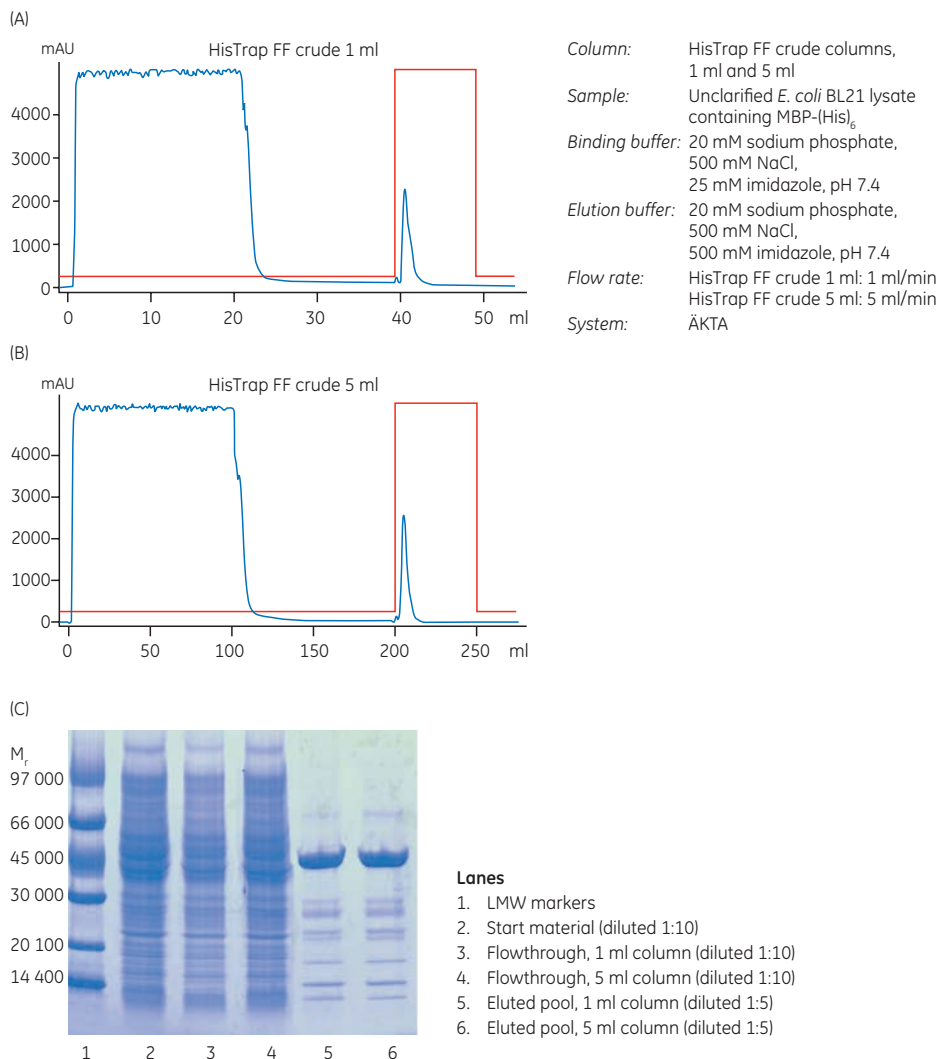 (A)
HisTrap FF crude 1 ml
mAU
4000
3000
2000
1000
0
0 10 20 30 40 50 ml
Column: HisTrap FF crude columns,
1 ml and 5 ml
Sample: Unclarified E. coli BL21 lysate
containing MBP-(His)6
Binding buffer: 20 mM sodium phosphate,
500 mM NaCl,
25 mM imidazole, pH 7.4
Elution buffer: 20 mM sodium phosphate,
500 mM NaCl,
500 mM imidazole, pH 7.4
Flow rate: HisTrap FF crude 1 ml: 1 ml/min
HisTrap FF crude 5 ml: 5 ml/min
System: ÄKTA
(B)
HisTrap FF crude 5 ml
mAU
4000
3000
2000
1000
0
0 50 100 150 200 250 ml
(C)
Mr
97 000
66 000
45 000
30 000
20 100
14 400
1 2 3 4 5 6
Lanes
1. LMW markers
2. Start material (diluted 1:10)
3. Flowthrough, 1 ml column (diluted 1:10)
4. Flowthrough, 5 ml column (diluted 1:10)
5. Eluted pool, 1 ml column (diluted 1:5)
6. Eluted pool, 5 ml column (diluted 1:5)